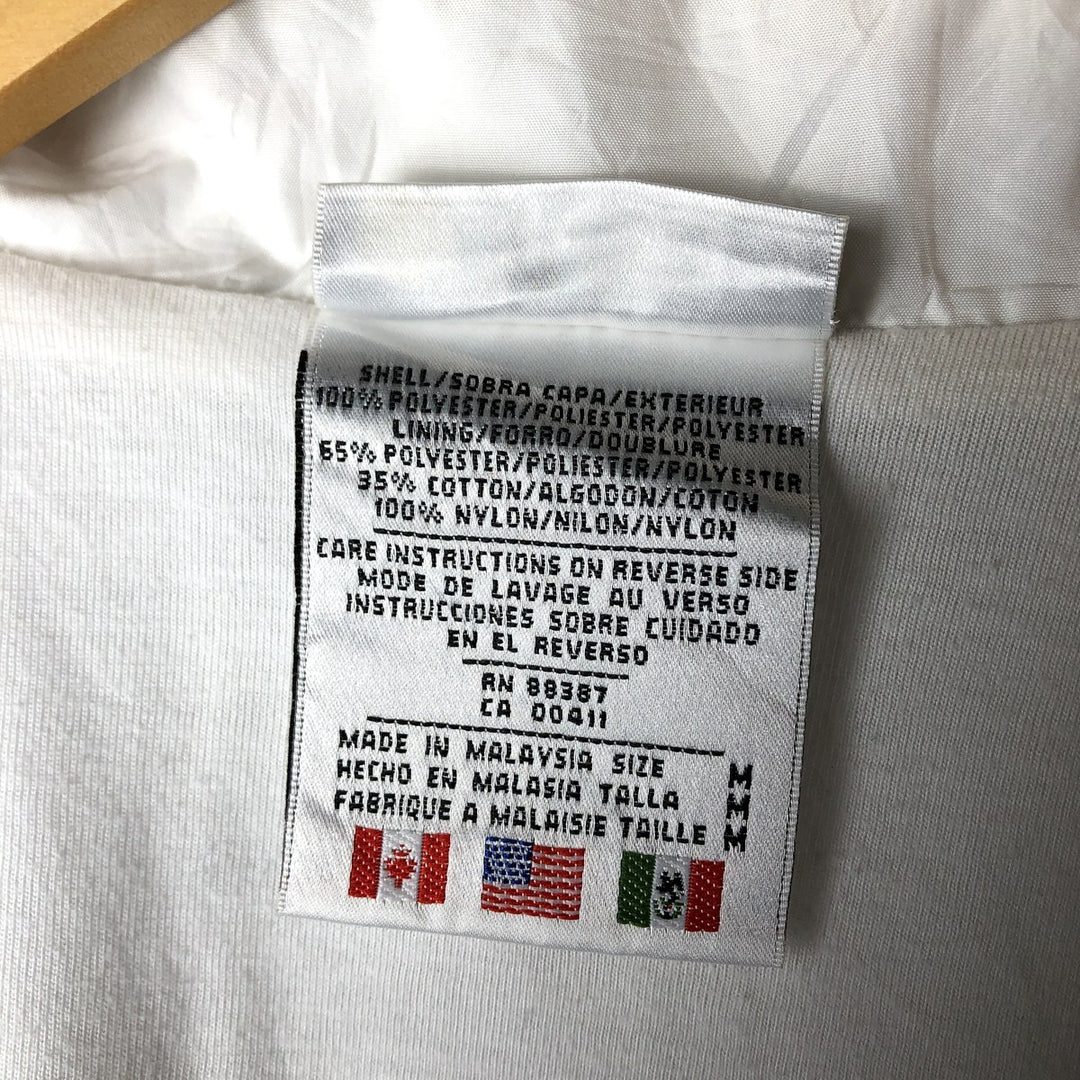 SHELL/SOBRA CAPA/EXTERIEUR
100% POLYESTER/POLIESTER/POLYESTER
LINING/FORRO/DOUBLURE
65% POLYESTER/POLIESTER/POLYESTER
35% COTTON/ALGODON/COTON
100% NYLON/NILON/NYLON
CARE INSTRUCTIONS ON REVERSE SIDE
MODE DE LAVAGE AU VERSO
INSTRUCCIONES SOBRE CUIDADO
EN EL REVERSO
RN 88387
CA 00411
MADE IN MALAYSIA SIZE M
HECHO EN MALASIA TALLA M
FABRIQUE A MALAISIE TAILLE M